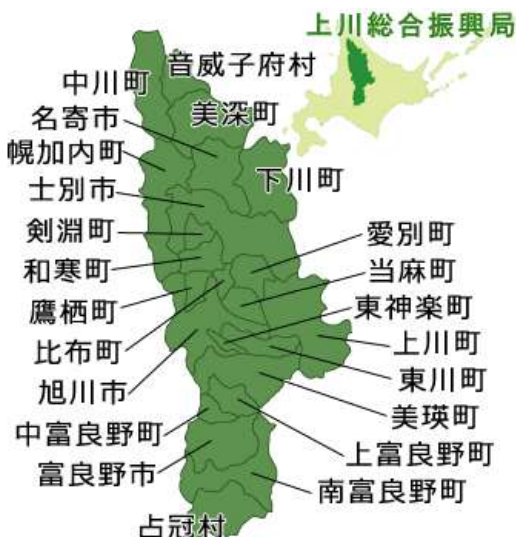 上川総合振興局
音威子府村
中川町
美深町
名寄市
幌加内町
下川町
士別市
剣淵町
愛別町
和寒町
当麻町
鷹栖町
東神楽町
比布町
上川町
旭川市
東川町
美瑛町
中富良野町
上富良野町
富良野市
南富良野町
占冠村